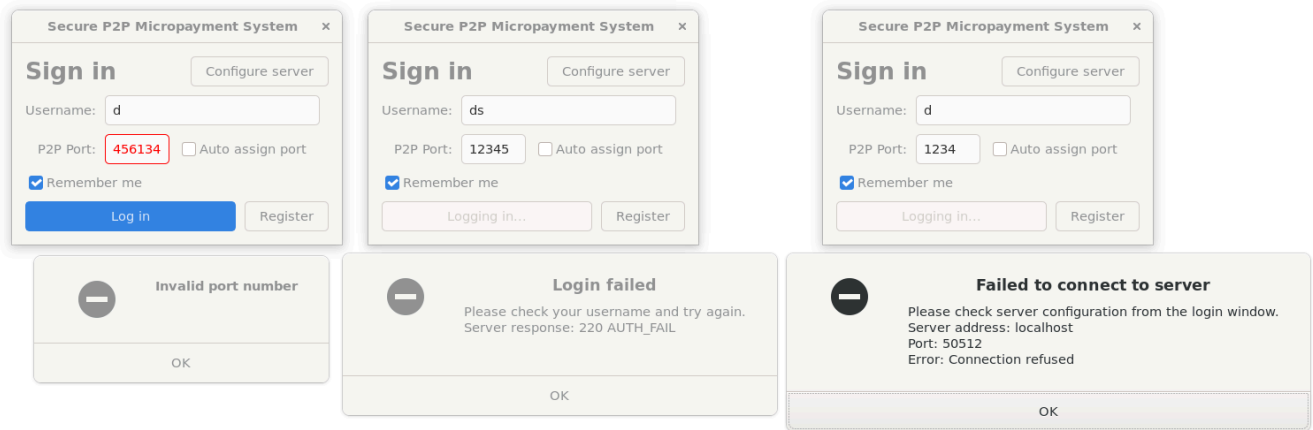 Secure P2P Micropayment System ×
Sign in Configure server
Username: d
P2P Port: 456134 Auto assign port
Remember me
Log in Register
Invalid port number
OK
Secure P2P Micropayment System ×
Sign in Configure server
Username: ds
P2P Port: 12345 Auto assign port
Remember me
Logging in... Register
Login failed
Please check your username and try again.
Server response: 220 AUTH_FAIL
OK
Secure P2P Micropayment System ×
Sign in Configure server
Username: d
P2P Port: 1234 Auto assign port
Remember me
Logging in... Register
Failed to connect to server
Please check server configuration from the login window.
Server address: localhost
Port: 50512
Error: Connection refused
OK